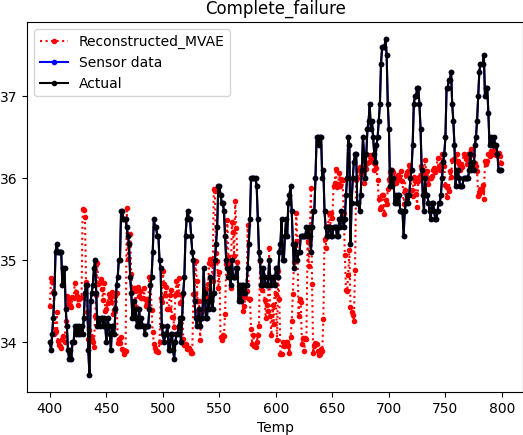 Complete_failure
Reconstructed_MVAE
Sensor data
Actual
37
36
35
34
400 450 500 550 600 650 700 750 800
Temp